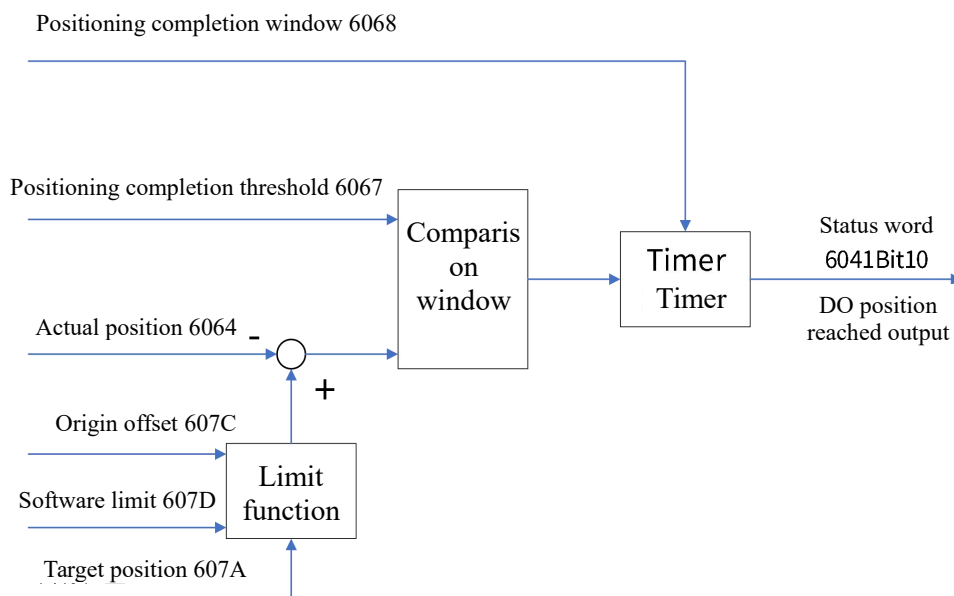 Positioning completion window 6068
Positioning completion threshold 6067
Comparis
on
window
Timer
Timer
Status word
6041Bit10
DO position
reached output
Actual position 6064
-
+
Origin offset 607C
Limit
function
Software limit 607D
Target position 607A